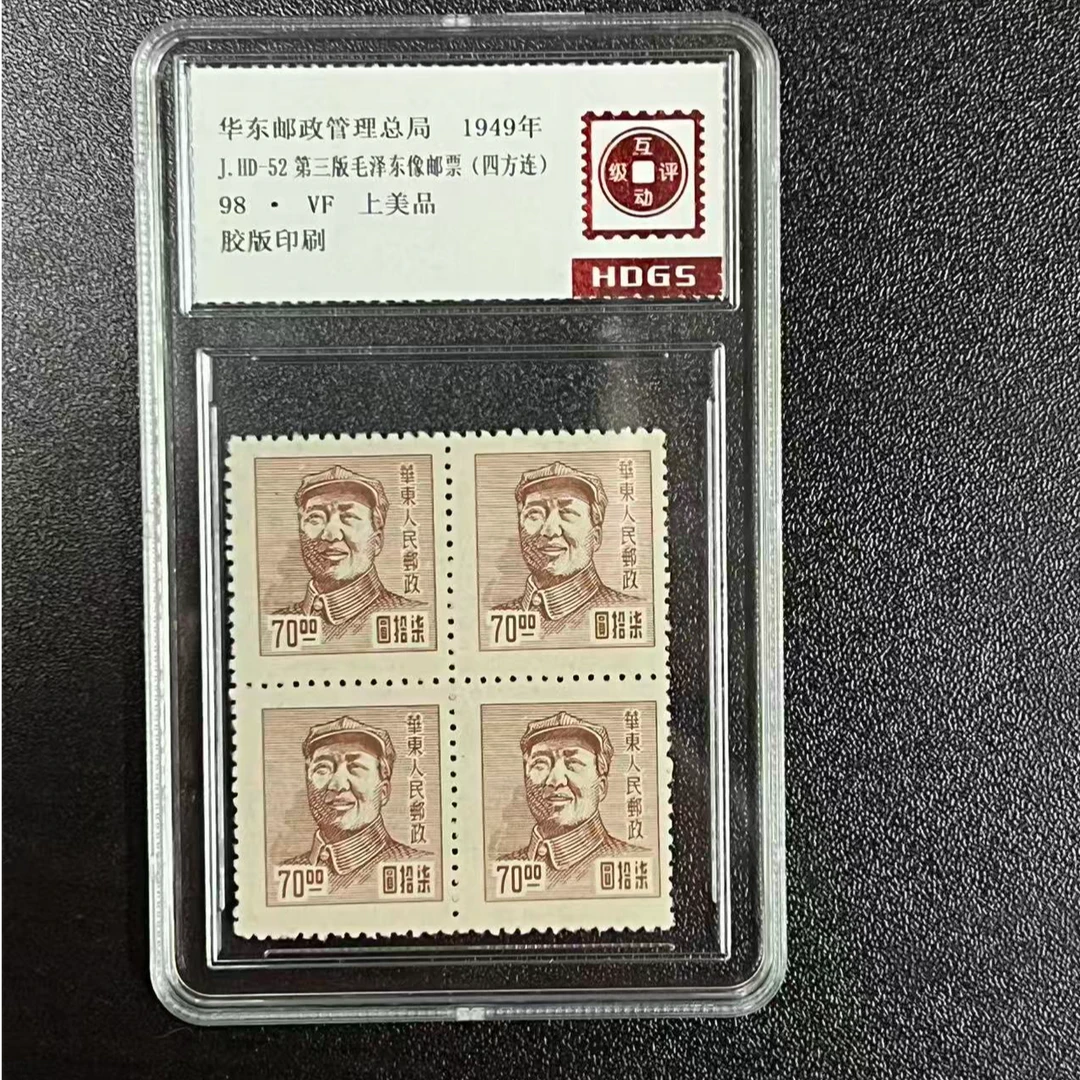 华东邮政管理总局 1949年
J.HD-52 第三版毛泽东像邮票（四方连）
98 · VF 上美品
胶版印刷
互动评级
HDGS
華東人民郵政
70.00 圓拾柒
華東人民郵政
70.00 圓拾柒
華東人民郵政
70.00 圓拾柒
華東人民郵政
70.00 圓拾柒